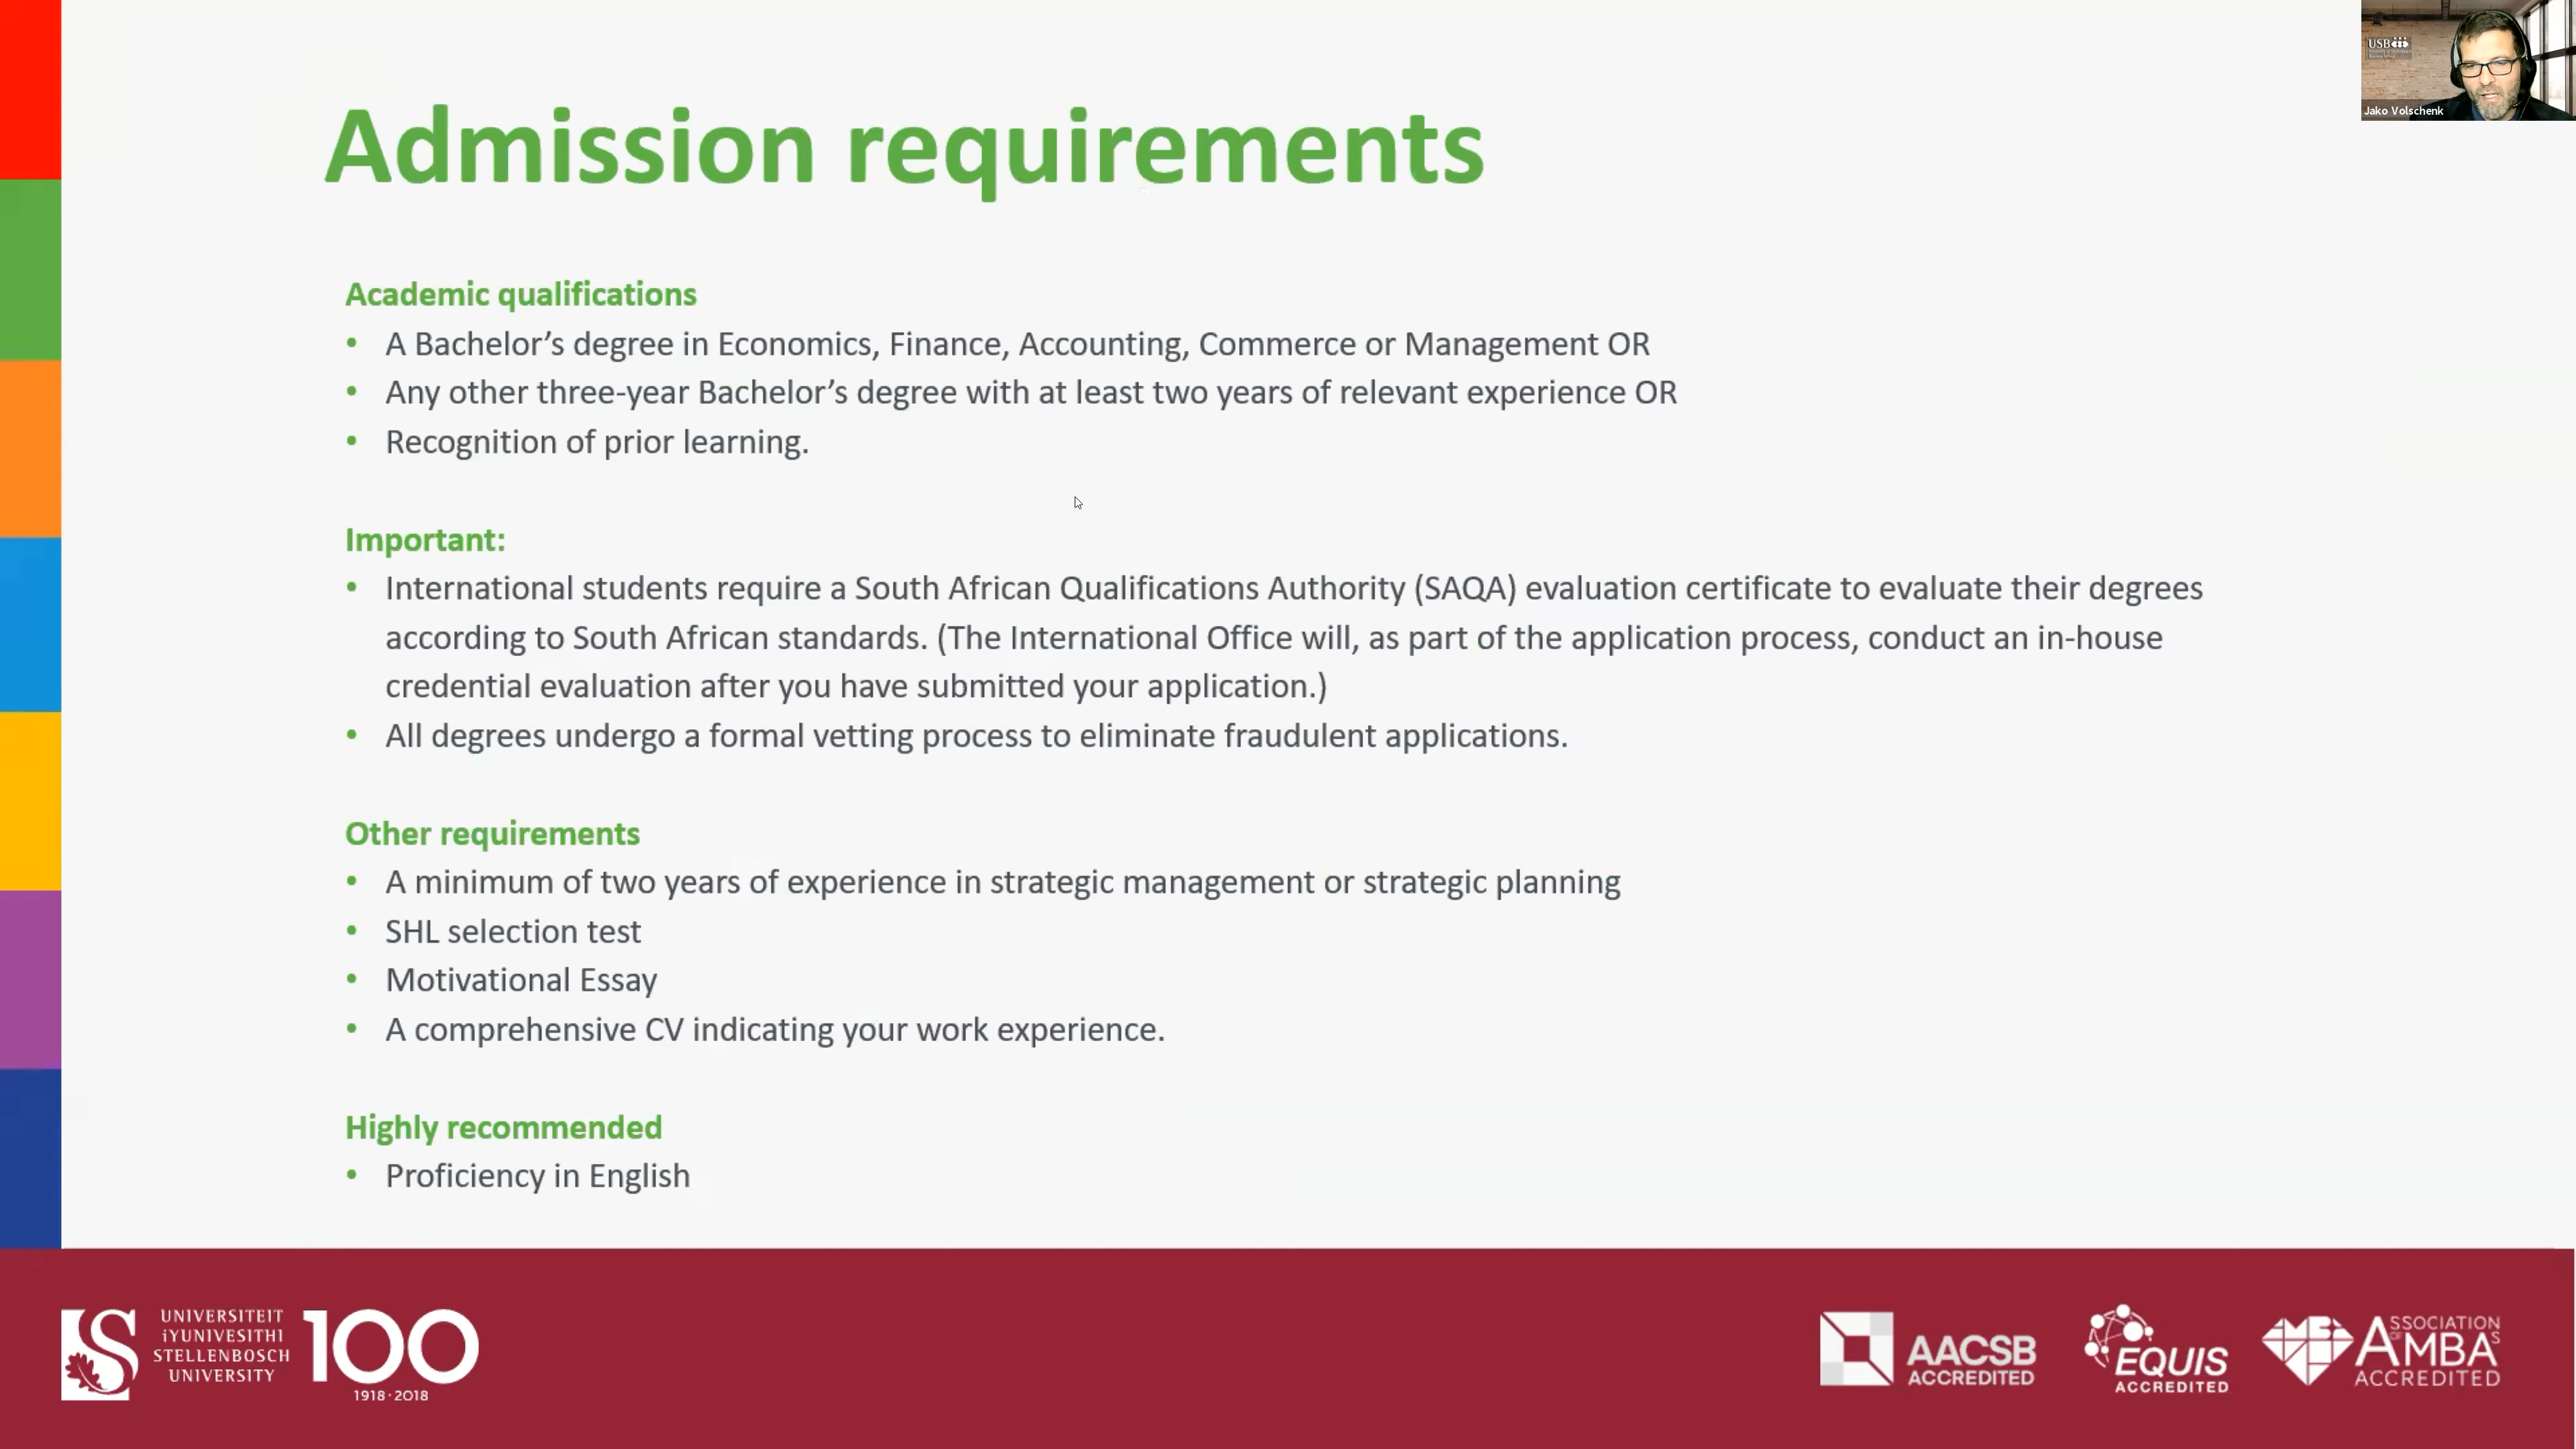 Admission requirements
USB
Jako Volschenk
Academic qualifications
• A Bachelor’s degree in Economics, Finance, Accounting, Commerce or Management OR
• Any other three-year Bachelor’s degree with at least two years of relevant experience OR
• Recognition of prior learning.
Important:
• International students require a South African Qualifications Authority (SAQA) evaluation certificate to evaluate their degrees
according to South African standards. (The International Office will, as part of the application process, conduct an in-house
credential evaluation after you have submitted your application.)
• All degrees undergo a formal vetting process to eliminate fraudulent applications.
Other requirements
• A minimum of two years of experience in strategic management or strategic planning
• SHL selection test
• Motivational Essay
• A comprehensive CV indicating your work experience.
Highly recommended
• Proficiency in English
UNIVERSITEIT
iYUNIVESITHI
STELLENBOSCH
UNIVERSITY
100
1918·2018
AACSB
ACCREDITED
EQUIS
ACCREDITED
ASSOCIATION
OF
AMBAS
ACCREDITED